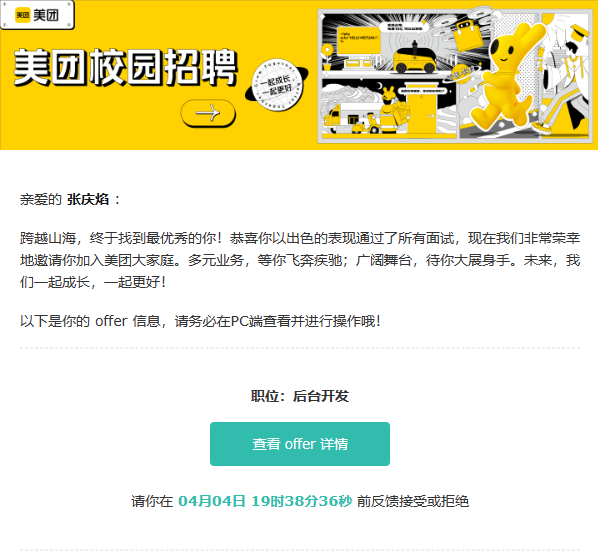 美团 美团
美团校园招聘
一起成长
一起更好
亲爱的 张庆焰：
跨越山海，终于找到最优秀的你！恭喜你以出色的表现通过了所有面试，现在我们非常荣幸
地邀请你加入美团大家庭。多元业务，等你飞奔疾驰；广阔舞台，待你大展身手。未来，我
们一起成长，一起更好！
以下是你的 offer 信息，请务必在PC端查看并进行操作哦！
职位：后台开发
查看 offer 详情
请你在 04月04日 19时38分36秒 前反馈接受或拒绝